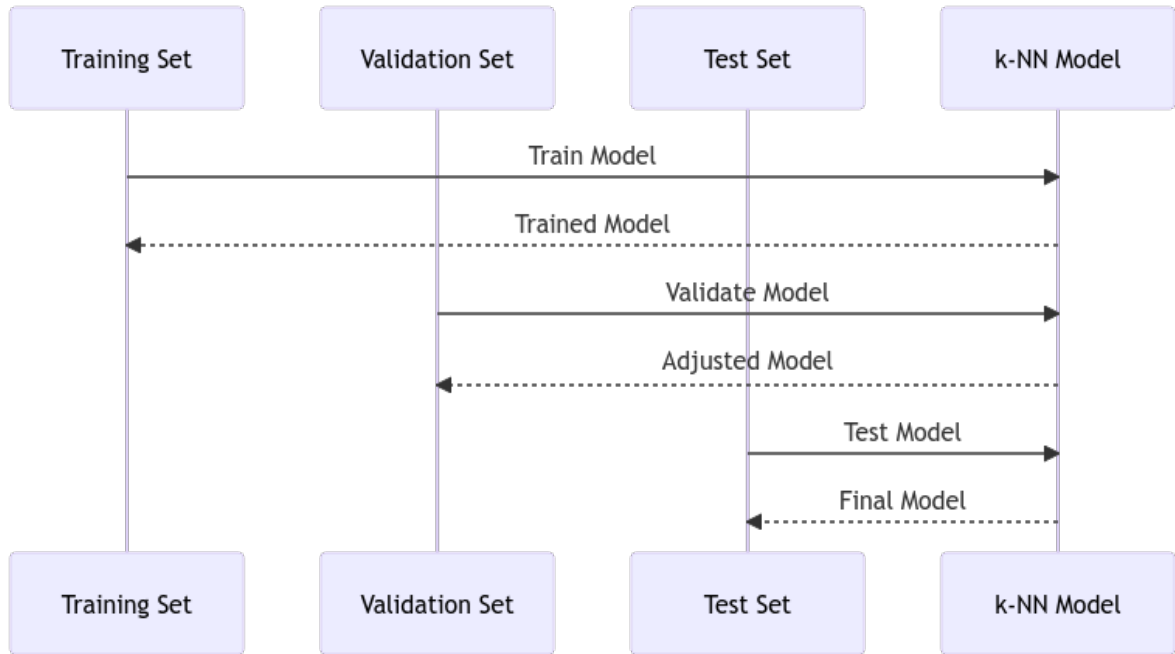 Training Set
Validation Set
Test Set
k-NN Model
Train Model
Trained Model
Validate Model
Adjusted Model
Test Model
Final Model
Training Set
Validation Set
Test Set
k-NN Model